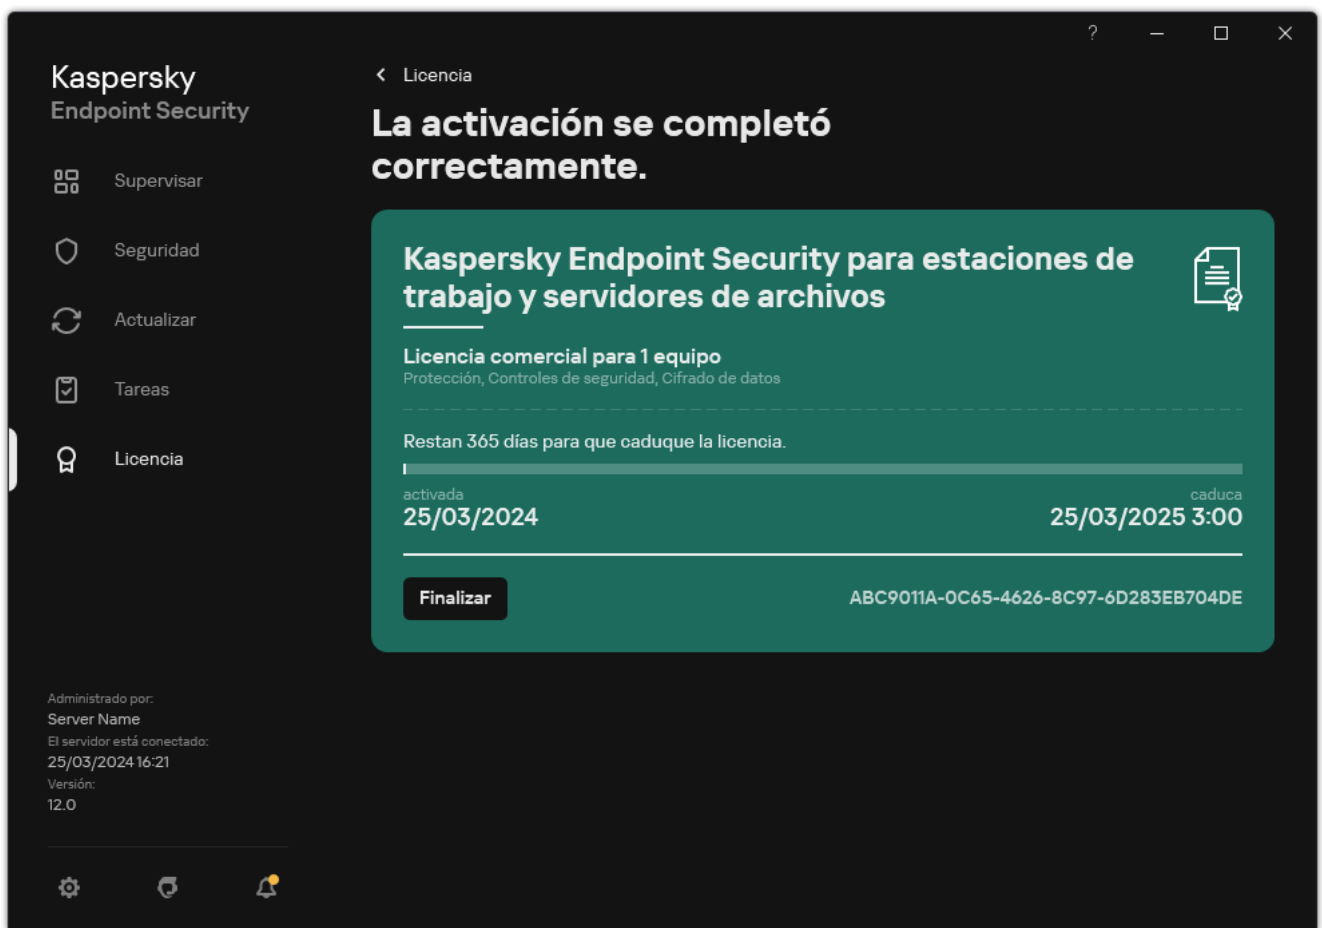 ?
Kaspersky
Endpoint Security
Supervisar
Seguridad
Actualizar
Tareas
Licencia
Administrado por:
Server Name
El servidor está conectado:
25/03/2024 16:21
Versión:
12.0
Licencia
La activación se completó
correctamente.
Kaspersky Endpoint Security para estaciones de
trabajo y servidores de archivos
Licencia comercial para 1 equipo
Protección, Controles de seguridad, Cifrado de datos
Restan 365 días para que caduque la licencia.
activada caduca
25/03/2024 25/03/2025 3:00
Finalizar ABC9011A-0C65-4626-8C97-6D283EB704DE